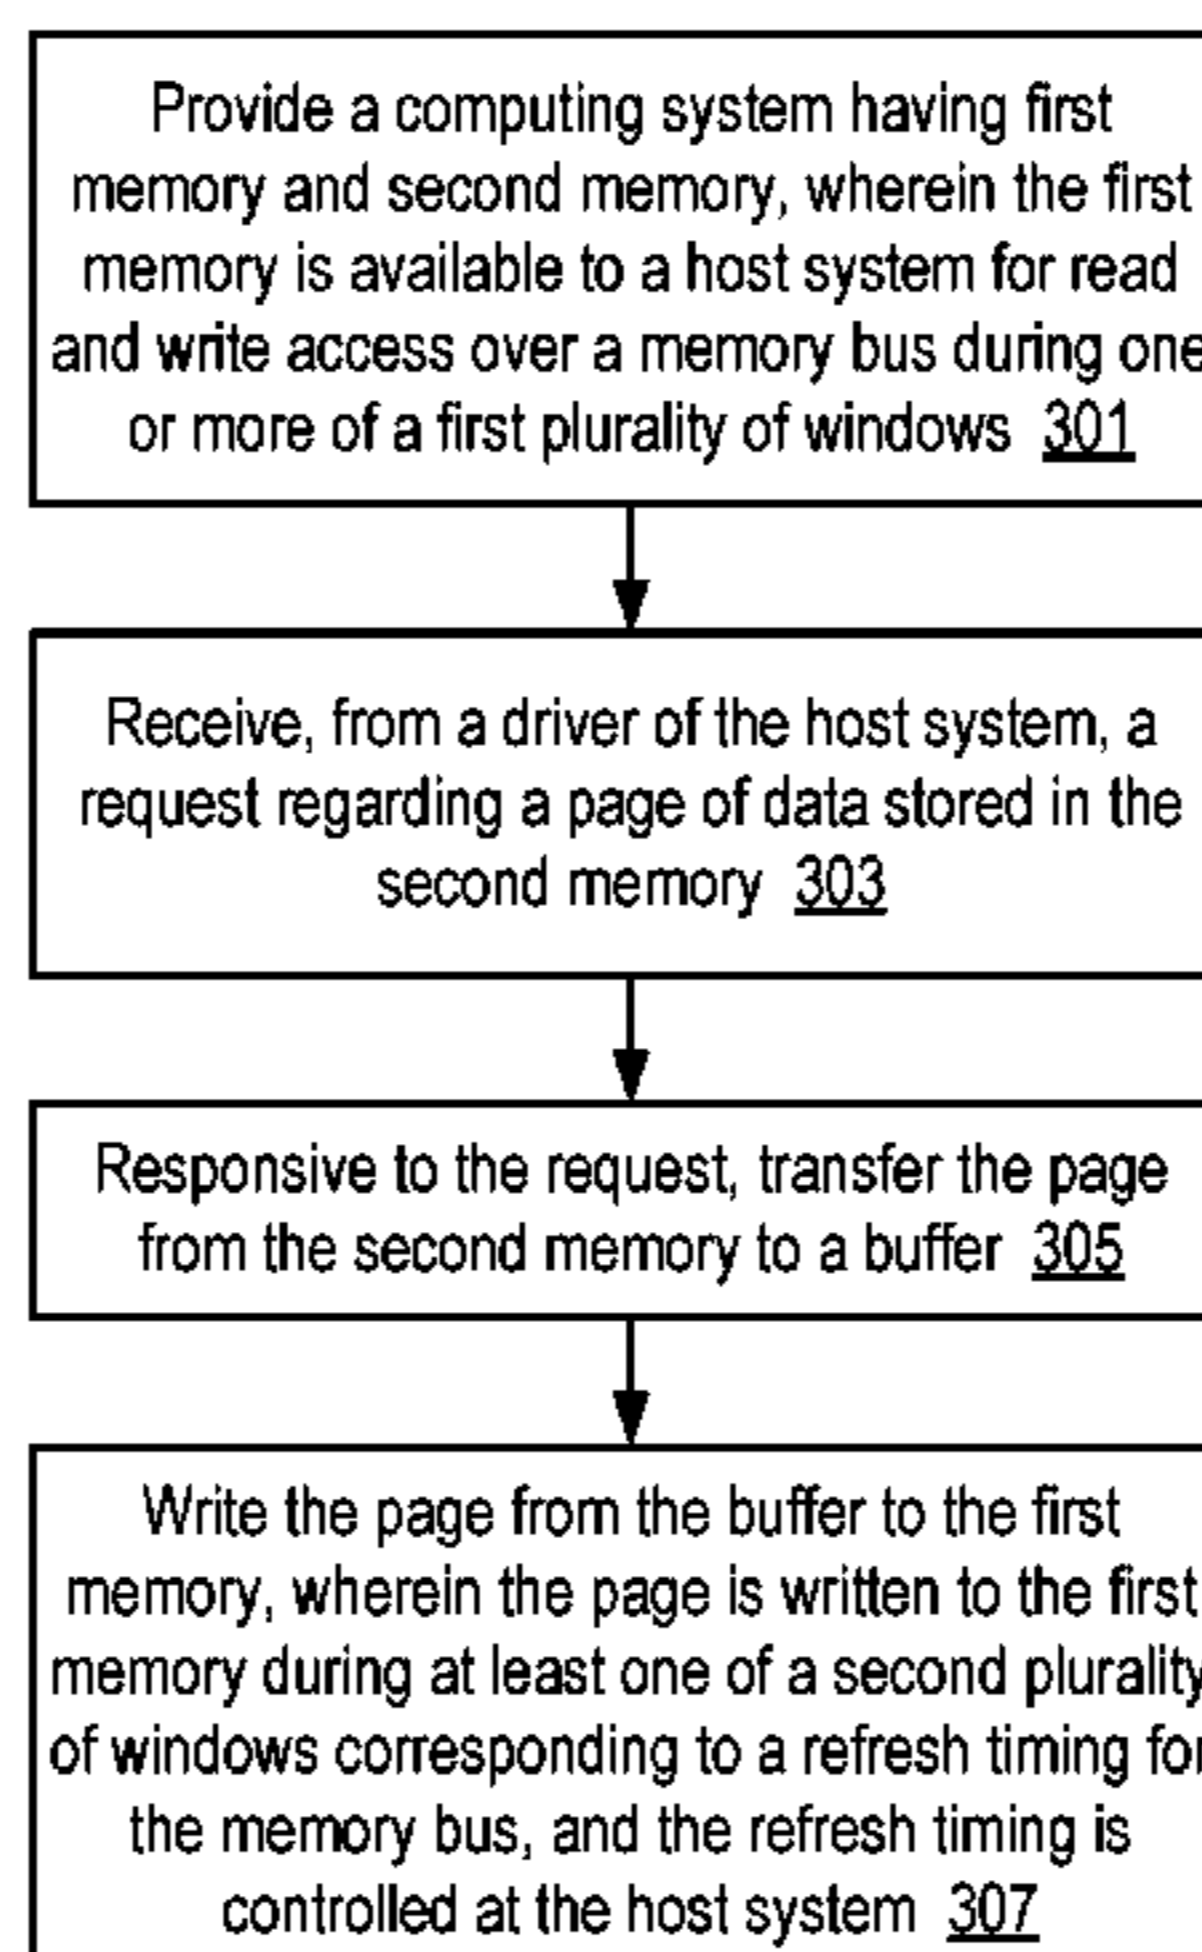 Provide a computing system having first
memory and second memory, wherein the first
memory is available to a host system for read
and write access over a memory bus during one
or more of a first plurality of windows 301
Receive, from a driver of the host system, a
request regarding a page of data stored in the
second memory 303
Responsive to the request, transfer the page
from the second memory to a buffer 305
Write the page from the buffer to the first
memory, wherein the page is written to the first
memory during at least one of a second plurality
of windows corresponding to a refresh timing for
the memory bus, and the refresh timing is
controlled at the host system 307